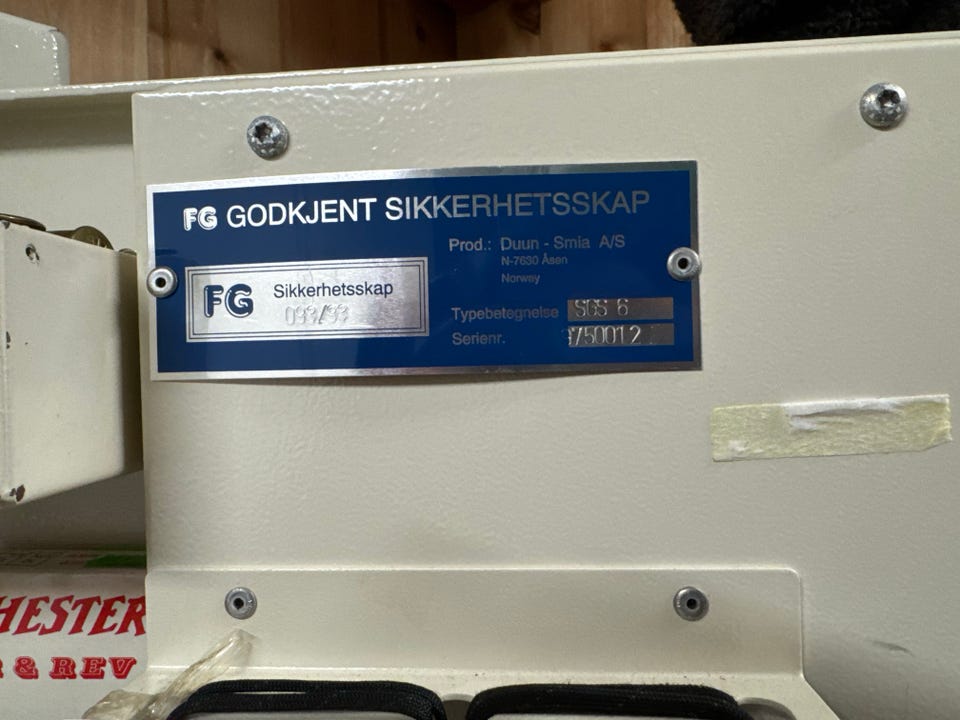 FG GODKJENT SIKKERHETSSKAP
Prod.: Duun - Smia A/S
N-7630 Åsen
Norway
FG Sikkerhetsskap
093/93
Typebetegnelse SGS 6
Serienr. 9750012
HESTER
& REV